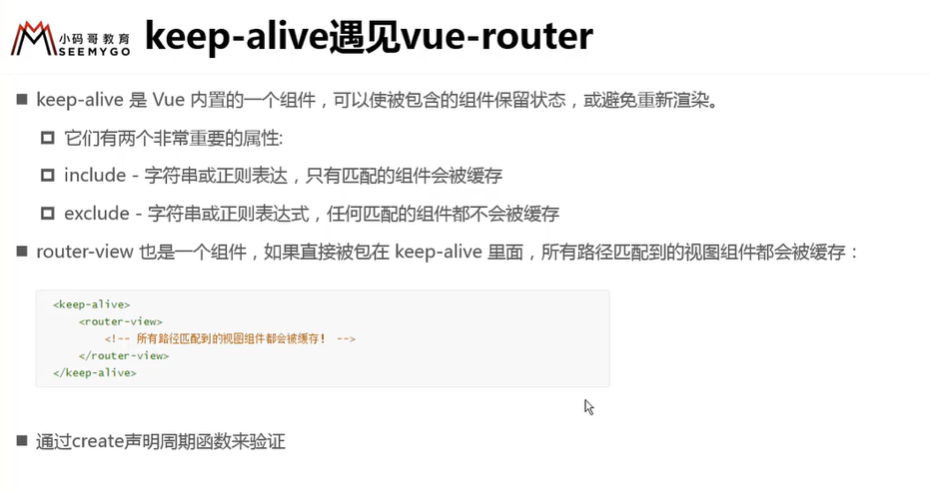 小码哥教育
SEEMYGO
keep-alive遇见vue-router
keep-alive 是 Vue 内置的一个组件，可以使被包含的组件保留状态，或避免重新渲染。
它们有两个非常重要的属性:
include - 字符串或正则表达，只有匹配的组件会被缓存
exclude - 字符串或正则表达式，任何匹配的组件都不会被缓存
router-view 也是一个组件，如果直接被包在 keep-alive 里面，所有路径匹配到的视图组件都会被缓存：
<keep-alive>
<router-view>
<!-- 所有路径匹配到的视图组件都会被缓存！ -->
</router-view>
</keep-alive>
通过create声明周期函数来验证